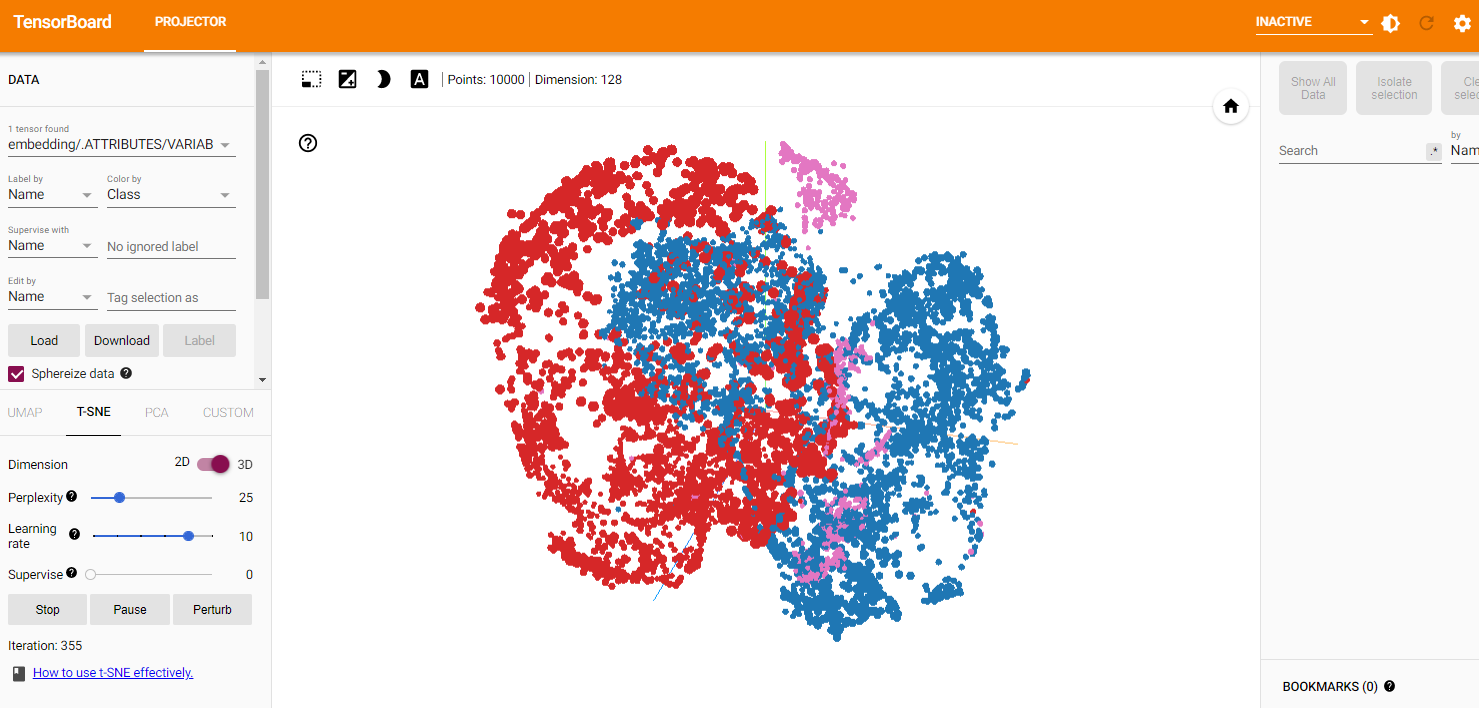 TensorBoard
PROJECTOR
INACTIVE
DATA
1 tensor found
embedding/.ATTRIBUTES/VARIAB
Label by
Name
Color by
Class
Supervise with
Name
No ignored label
Edit by
Name
Tag selection as
Load
Download
Label
Sphereize data
UMAP
T-SNE
PCA
CUSTOM
Dimension
2D
3D
Perplexity
25
Learning
rate
10
Supervise
0
Stop
Pause
Perturb
Iteration: 355
How to use t-SNE effectively.
A
Points: 10000
Dimension: 128
Show All
Data
Isolate
selection
Cle
selec
Search
.*
by
Nam
BOOKMARKS (0)